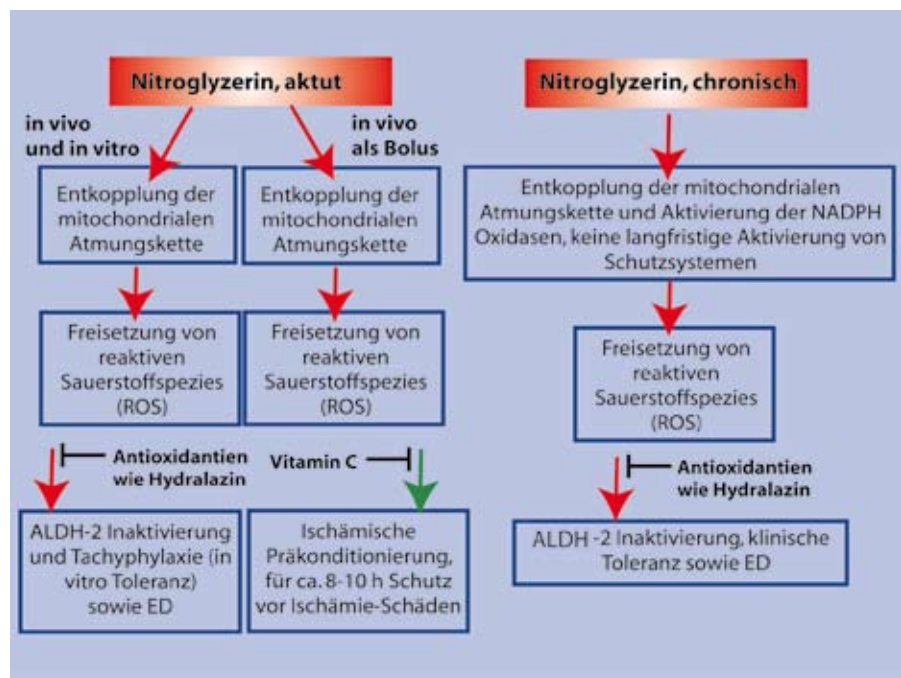 Nitroglyzerin, aktut
in vivo
und in vitro
in vivo
als Bolus
Entkopplung der
mitochondrialen
Atmungskette
Entkopplung der
mitochondrialen
Atmungskette
Freisetzung von
reaktiven
Sauerstoffspezies
(ROS)
Freisetzung von
reaktiven
Sauerstoffspezies
(ROS)
Antioxidantien
wie Hydralazin
Vitamin C
ALDH-2 Inaktivierung
und Tachyphylaxie (in
vitro Toleranz)
sowie ED
Ischämische
Präkonditionierung,
für ca. 8-10 h Schutz
vor Ischämie-Schäden
Nitroglyzerin, chronisch
Entkopplung der mitochondrialen
Atmungskette und Aktivierung der NADPH
Oxidasen, keine langfristige Aktivierung von
Schutzsystemen
Freisetzung von
reaktiven
Sauerstoffspezies
(ROS)
Antioxidantien
wie Hydralazin
ALDH -2 Inaktivierung, klinische
Toleranz sowie ED